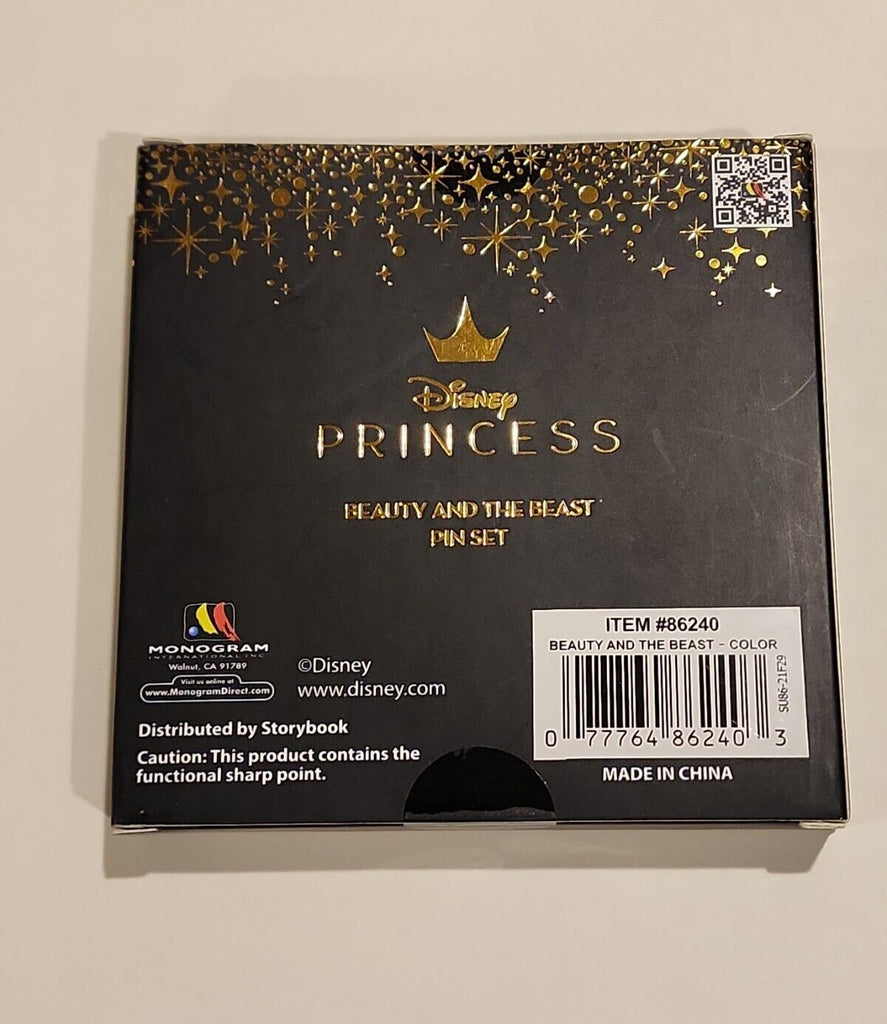 Disney
PRINCESS
BEAUTY AND THE BEAST
PIN SET
MONOGRAM
INTERNATIONAL INC
Walnut, CA 91789
Visit us online at
www.MonogramDirect.com
©Disney
www.disney.com
Distributed by Storybook
Caution: This product contains the
functional sharp point.
ITEM #86240
BEAUTY AND THE BEAST - COLOR
SU86-21F29
0 77764 86240 3
MADE IN CHINA